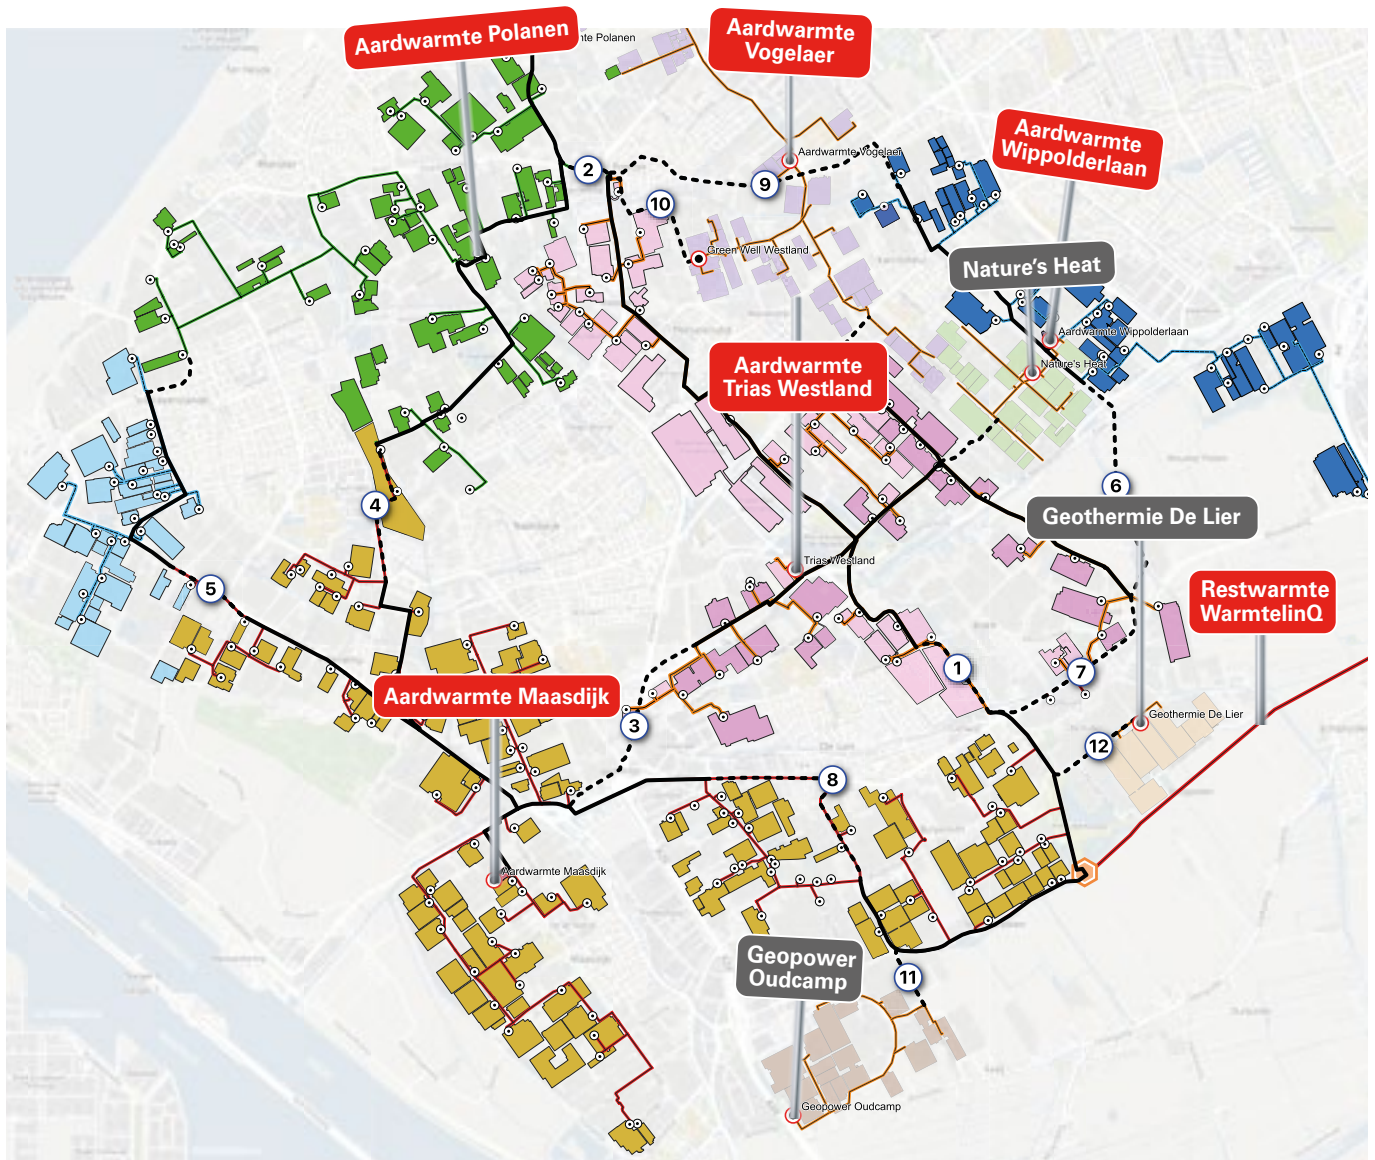 Aardwarmte Polanen
nte Polanen
Aardwarmte
Vogelaer
Aardwarmte
Wippolderlaan
Aardwarmte Vogelaer
2
9
10
Green Well Westland
Nature's Heat
Aardwarmte Wippolderlaan
Nature's Heat
Aardwarmte
Trias Westland
6
4
Geothermie De Lier
Trias Westland
5
Restwarmte
WarmtelinQ
1
7
Aardwarmte Maasdijk
3
Geothermie De Lier
12
8
Aardwarmte Maasdijk
Geopower
Oudcamp
11
Geopower Oudcamp